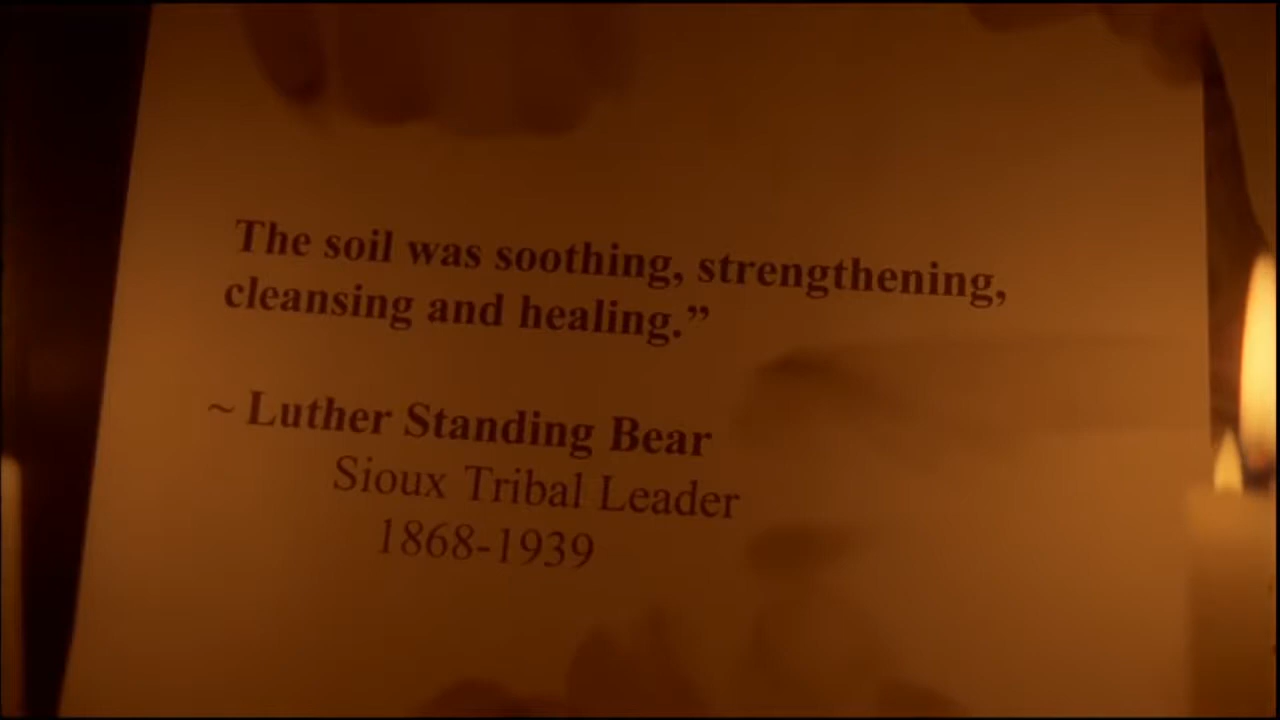 The soil was soothing, strengthening,
cleansing and healing.”
~ Luther Standing Bear
Sioux Tribal Leader
1868-1939